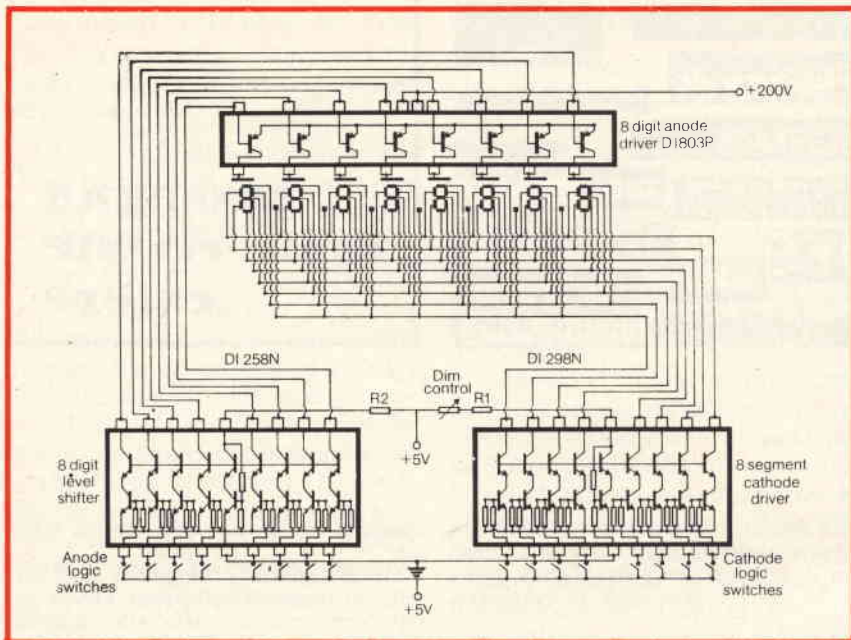 +200V
8 digit anode
driver DI803P
DI 258N
DI 298N
Dim
control
R2
R1
+5V
8 digit
level
shifter
8 segment
cathode
driver
Anode
logic
switches
Cathode
logic
switches
+5V